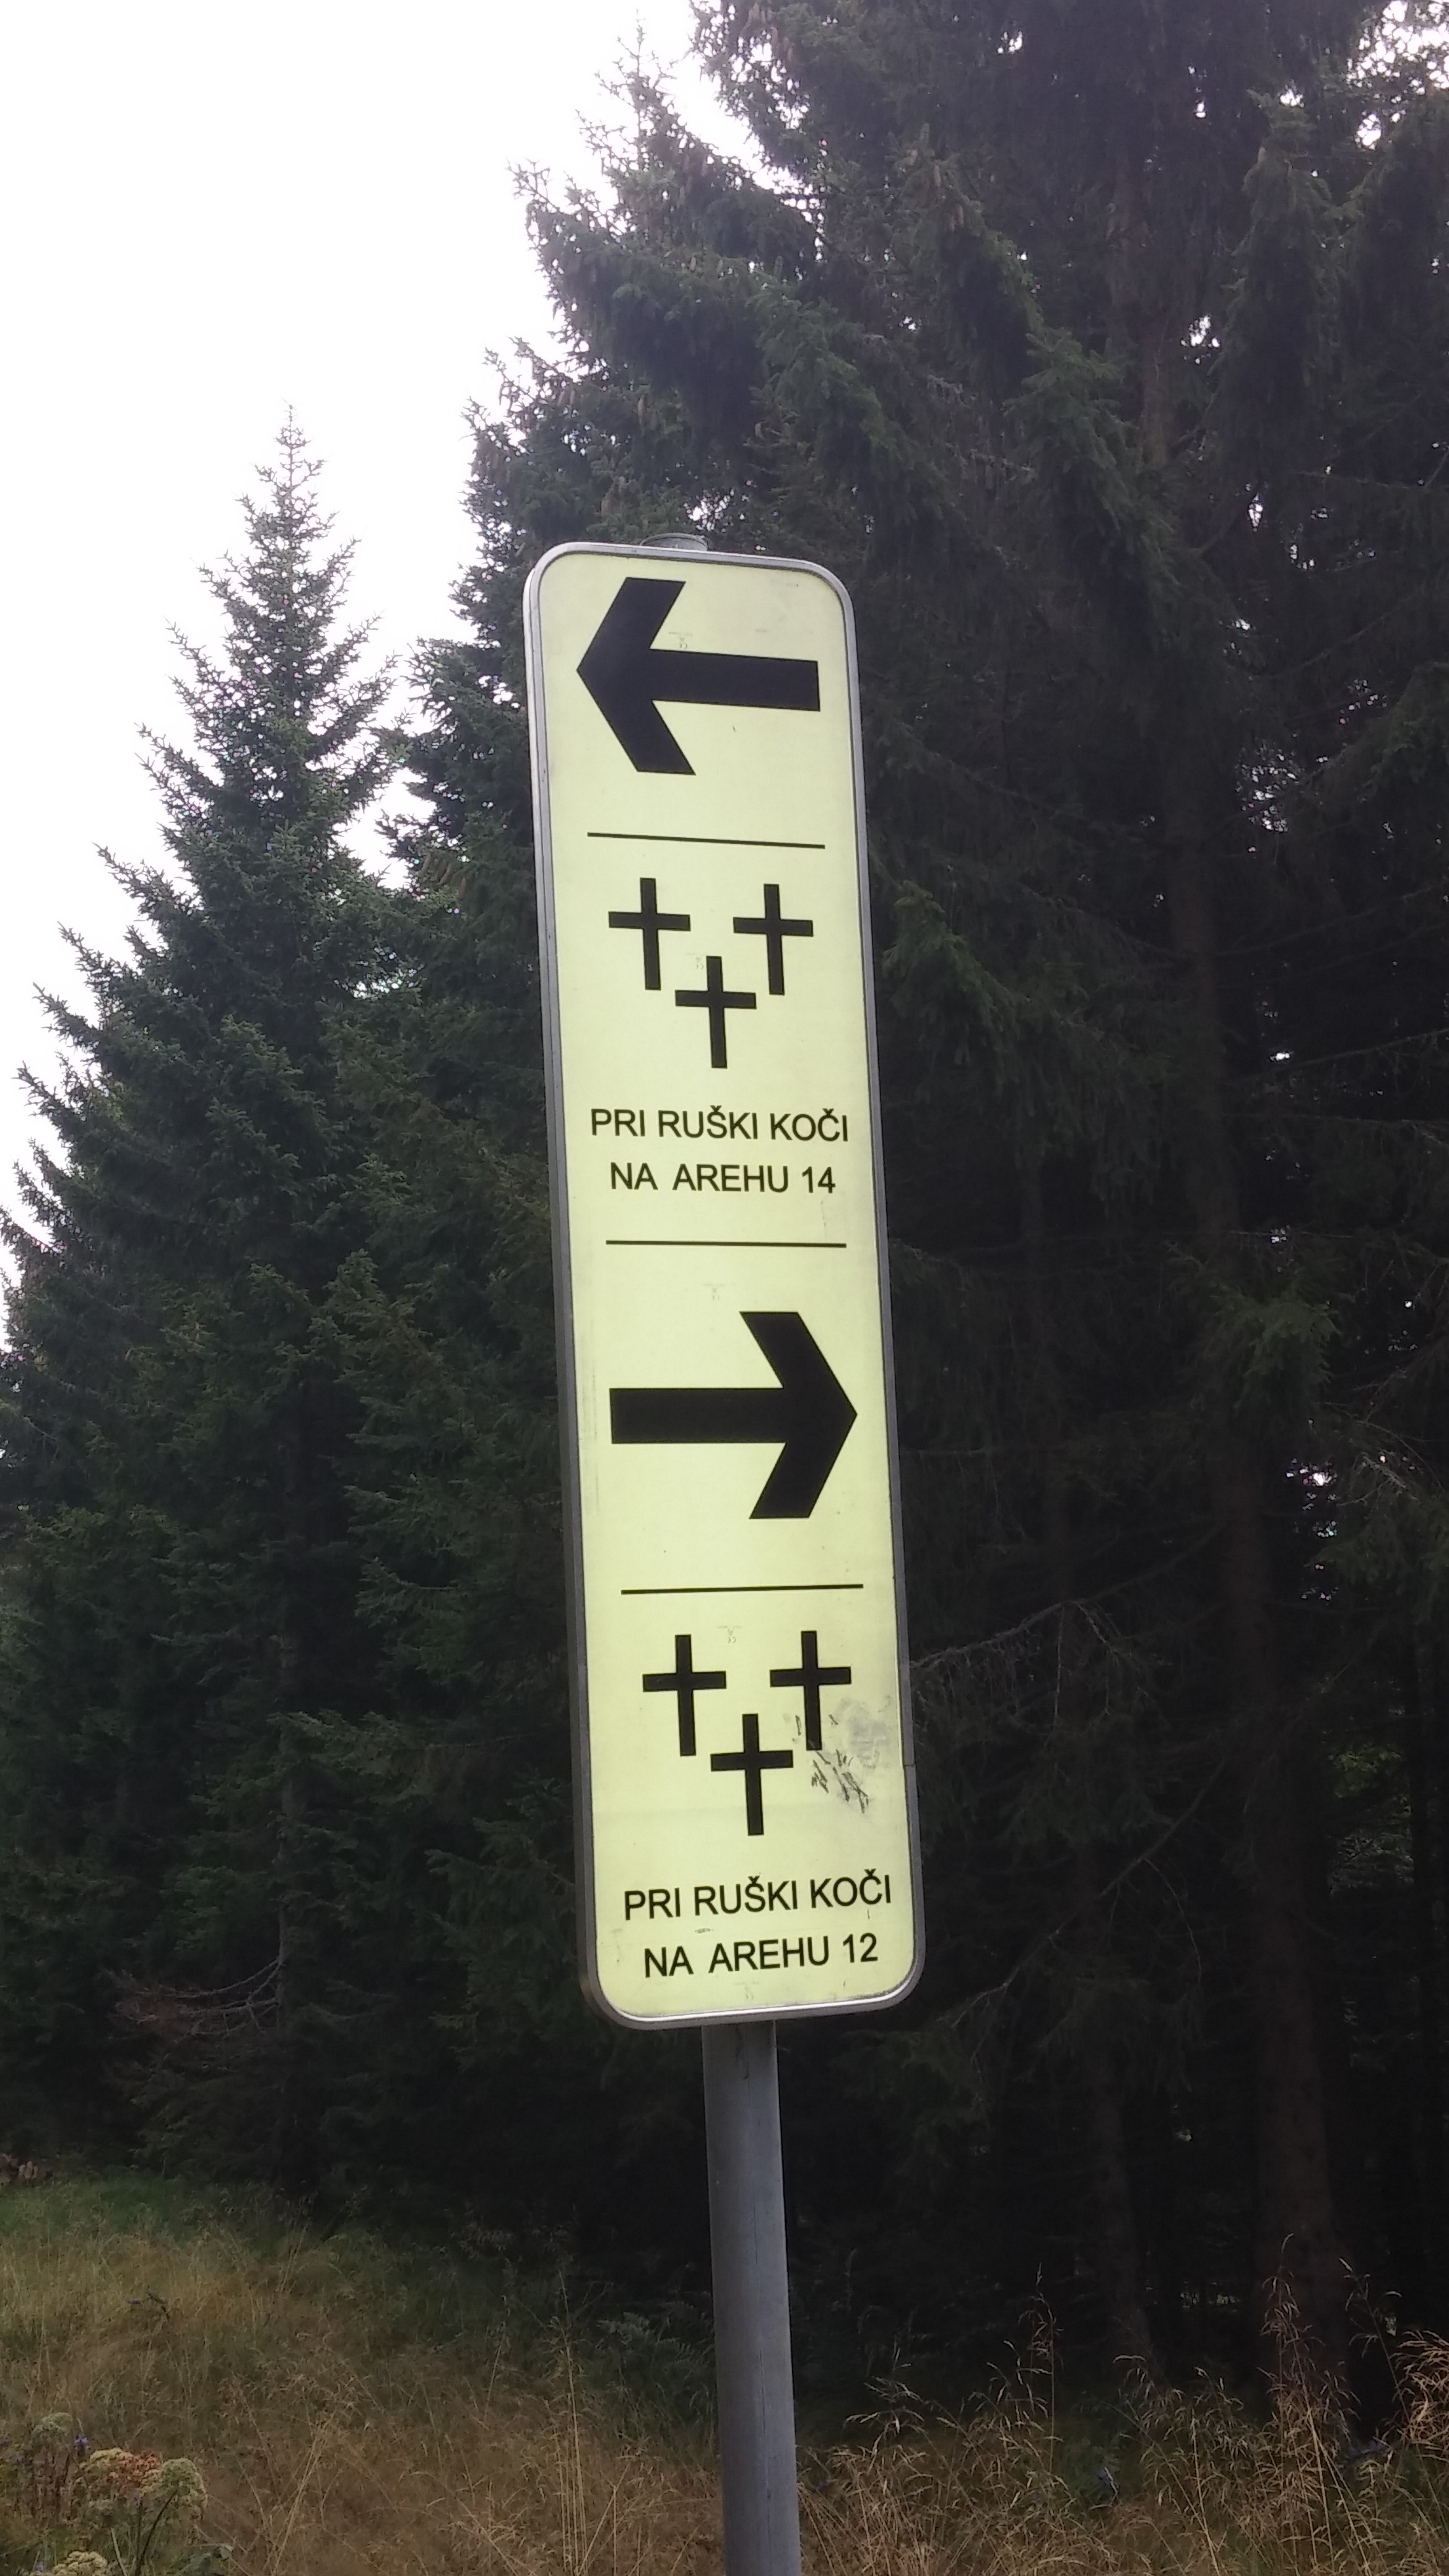 PRI RUŠKI KOČI
NA AREHU 14
PRI RUŠKI KOČI
NA AREHU 12